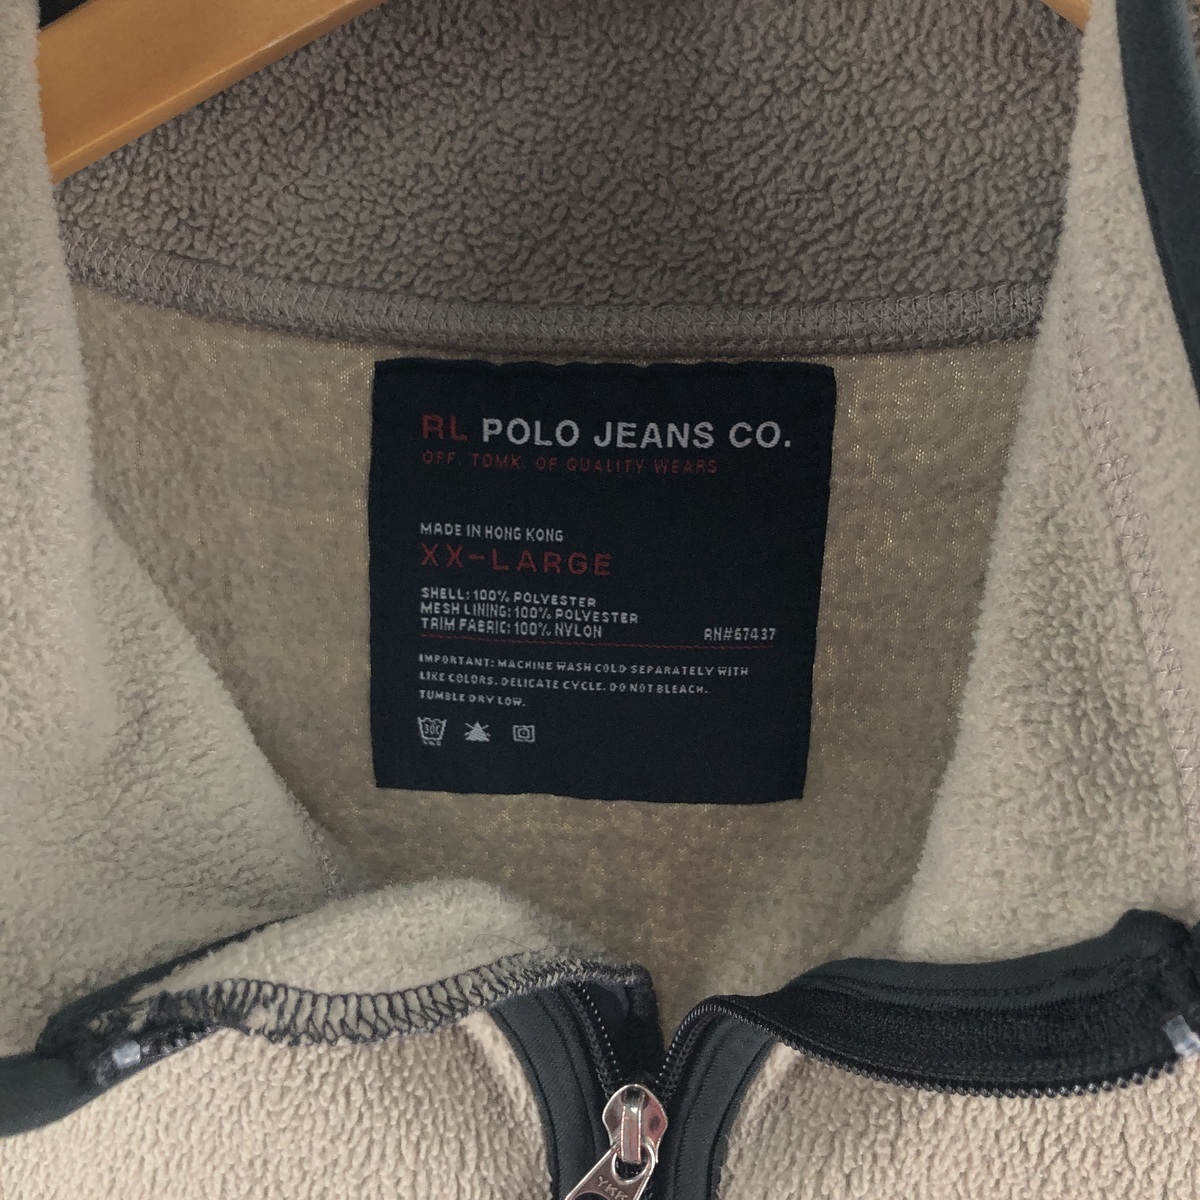 RL POLO JEANS CO.
OFF. TOMK. OF QUALITY WEARS
MADE IN HONG KONG
XX-LARGE
SHELL: 100% POLYESTER
MESH LINING: 100% POLYESTER
TRIM FABRIC: 100% NYLON RN#67437
IMPORTANT: MACHINE WASH COLD SEPARATELY WITH
LIKE COLORS. DELICATE CYCLE. DO NOT BLEACH.
TUMBLE DRY LOW.
YKK